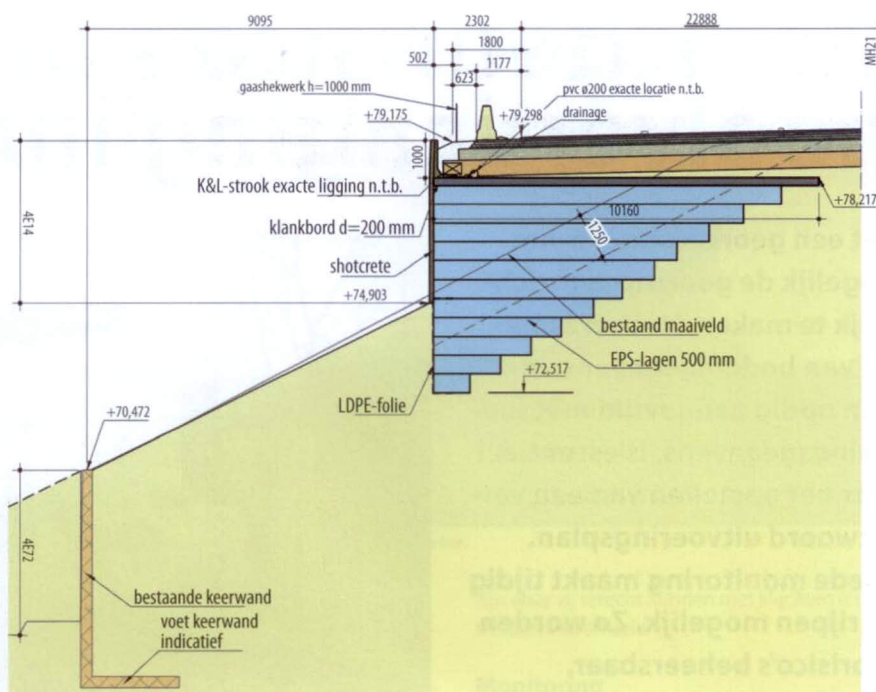 9095
2302
22888
1800
502
1177
623
MH21
gaashekwerk h=1000 mm
pvc ø200 exacte locatie n.t.b.
+79,175
+79,298
drainage
1000
K&L-strook exacte ligging n.t.b.
+78,217
10160
klankbord d=200 mm
1250
4E14
shotcrete
+74,903
bestaand maaiveld
EPS-lagen 500 mm
+72,517
LDPE-folie
+70,472
4E72
bestaande keerwand
voet keerwand
indicatief